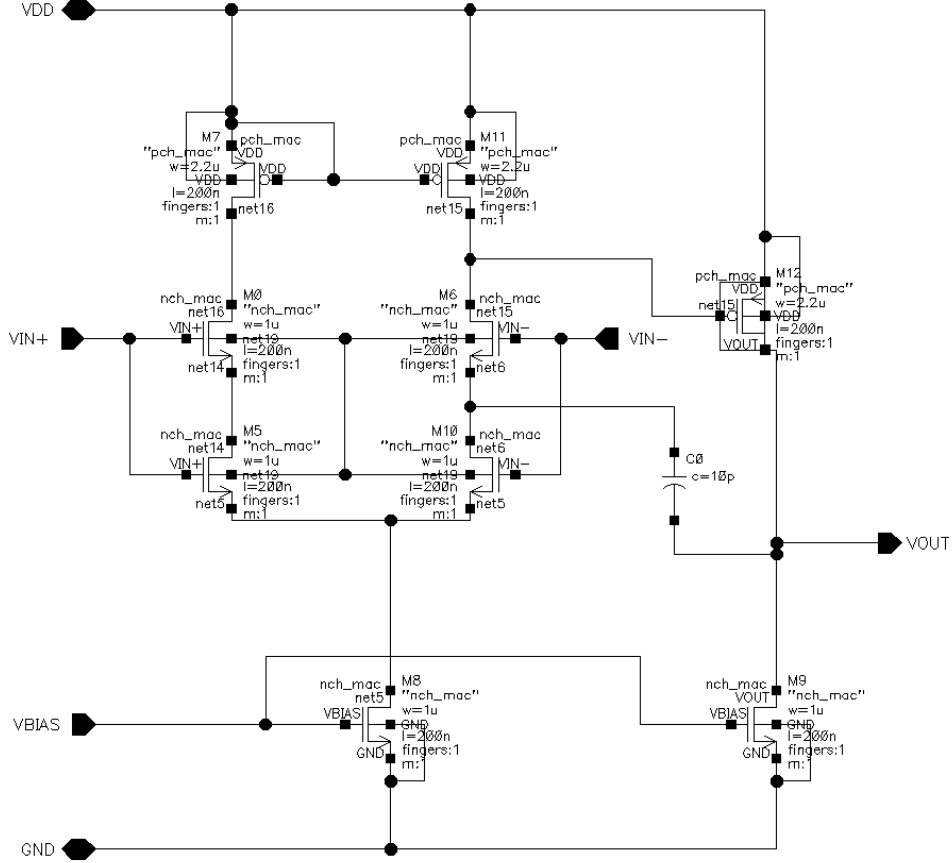 VDD
M7
pch_mac
"pch_mac"
VDD
w=2.2u
VDD
VDD
l=200n
fingers:1
net16
m:1
pch_mac
M11
VDD
"pch_mac"
w=2.2u
VDD
l=200n
net15
fingers:1
m:1
pch_mac
M12
VDD
"pch_mac"
net15
w=2.2u
VDD
l=200n
VOUT
fingers:1
m:1
nch_mac
M0
net16
"nch_mac"
VIN+
VIN+
w=1u
net19
l=200n
net14
fingers:1
m:1
M6
nch_mac
"nch_mac"
net15
w=1u
VIN-
VIN-
net19
l=200n
fingers:1
net6
m:1
nch_mac
M5
net14
"nch_mac"
VIN+
w=1u
net19
l=200n
net5
fingers:1
m:1
M10
nch_mac
"nch_mac"
net6
w=1u
VIN-
net19
l=200n
fingers:1
net5
m:1
C0
c=10p
VOUT
nch_mac
M8
net5
"nch_mac"
w=1u
VBIAS
VBIAS
GND
l=200n
GND
fingers:1
nch_mac
M9
VOUT
"nch_mac"
w=1u
VBIAS
GND
l=200n
GND
fingers:1
GND